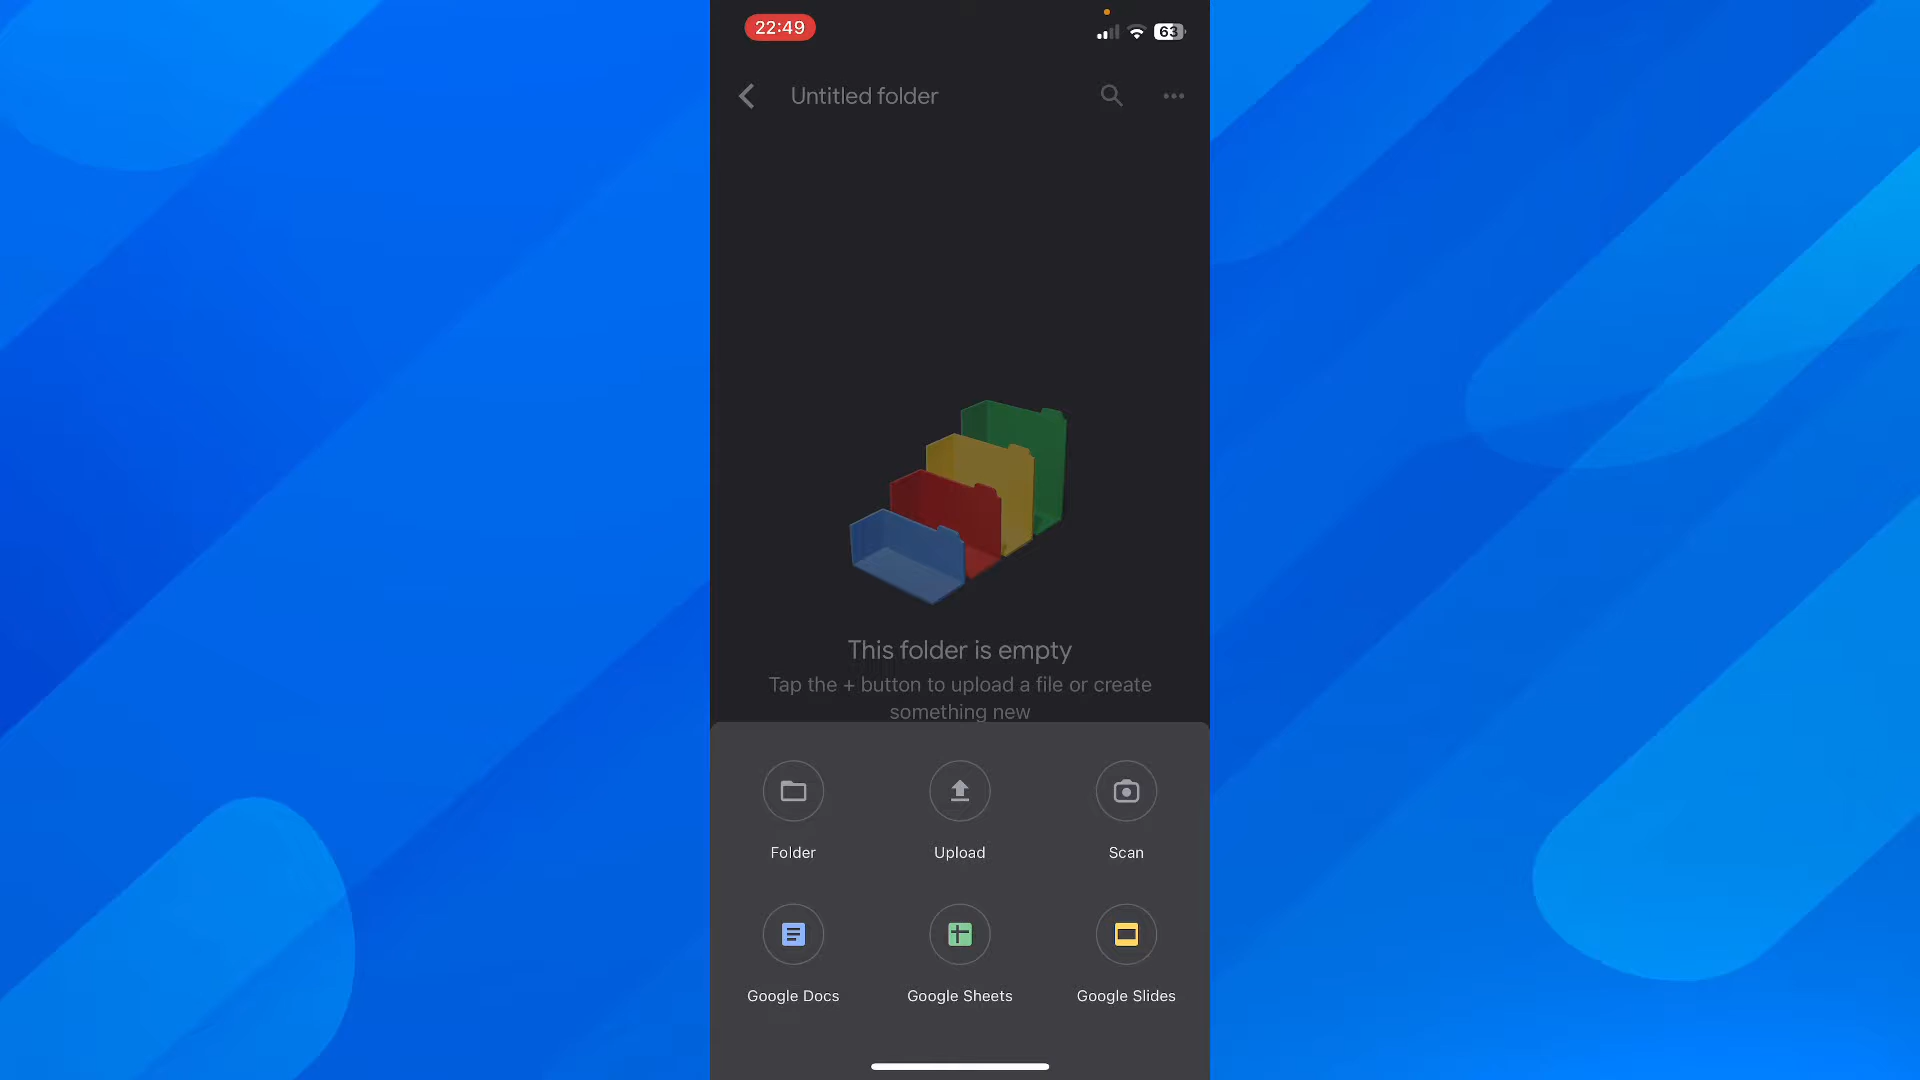 22:49
63
Untitled folder
This folder is empty
Tap the + button to upload a file or create
something new
Folder
Upload
Scan
Google Docs
Google Sheets
Google Slides